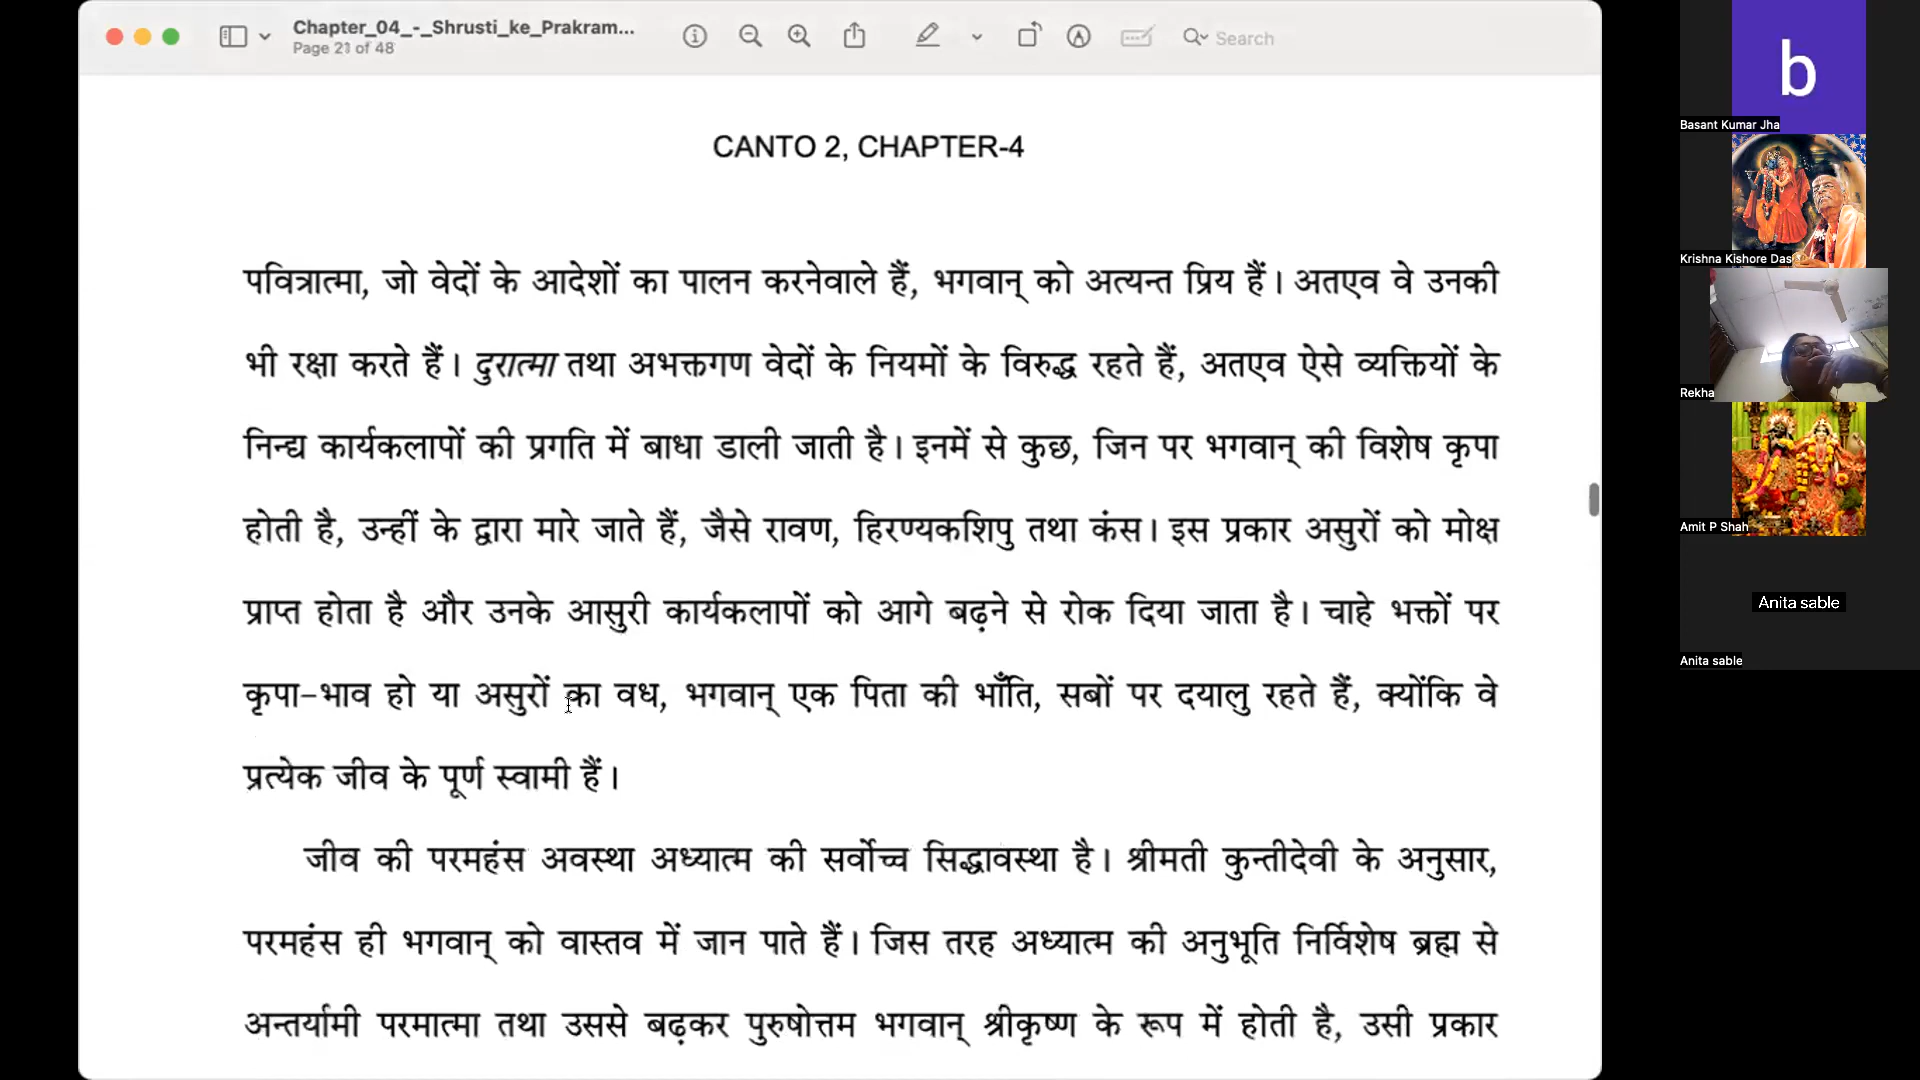 Chapter_04_-_Shrusti_ke_Prakram...
Page 21 of 48
Search
CANTO 2, CHAPTER-4
पवित्रात्मा, जो वेदों के आदेशों का पालन करनेवाले हैं, भगवान् को अत्यन्त प्रिय हैं। अतएव वे उनकी
भी रक्षा करते हैं। दुरात्मा तथा अभक्तगण वेदों के नियमों के विरुद्ध रहते हैं, अतएव ऐसे व्यक्तियों के
निन्द्य कार्यकलापों की प्रगति में बाधा डाली जाती है। इनमें से कुछ, जिन पर भगवान् की विशेष कृपा
होती है, उन्हीं के द्वारा मारे जाते हैं, जैसे रावण, हिरण्यकशिपु तथा कंस। इस प्रकार असुरों को मोक्ष
प्राप्त होता है और उनके आसुरी कार्यकलापों को आगे बढ़ने से रोक दिया जाता है। चाहे भक्तों पर
कृपा-भाव हो या असुरों का वध, भगवान् एक पिता की भाँति, सबों पर दयालु रहते हैं, क्योंकि वे
प्रत्येक जीव के पूर्ण स्वामी हैं।
जीव की परमहंस अवस्था अध्यात्म की सर्वोच्च सिद्धावस्था है। श्रीमती कुन्तीदेवी के अनुसार,
परमहंस ही भगवान् को वास्तव में जान पाते हैं। जिस तरह अध्यात्म की अनुभूति निर्विशेष ब्रह्म से
अन्तर्यामी परमात्मा तथा उससे बढ़कर पुरुषोत्तम भगवान् श्रीकृष्ण के रूप में होती है, उसी प्रकार
b
Basant Kumar Jha
Krishna Kishore Das
Rekha
Amit P Shah
Anita sable
Anita sable